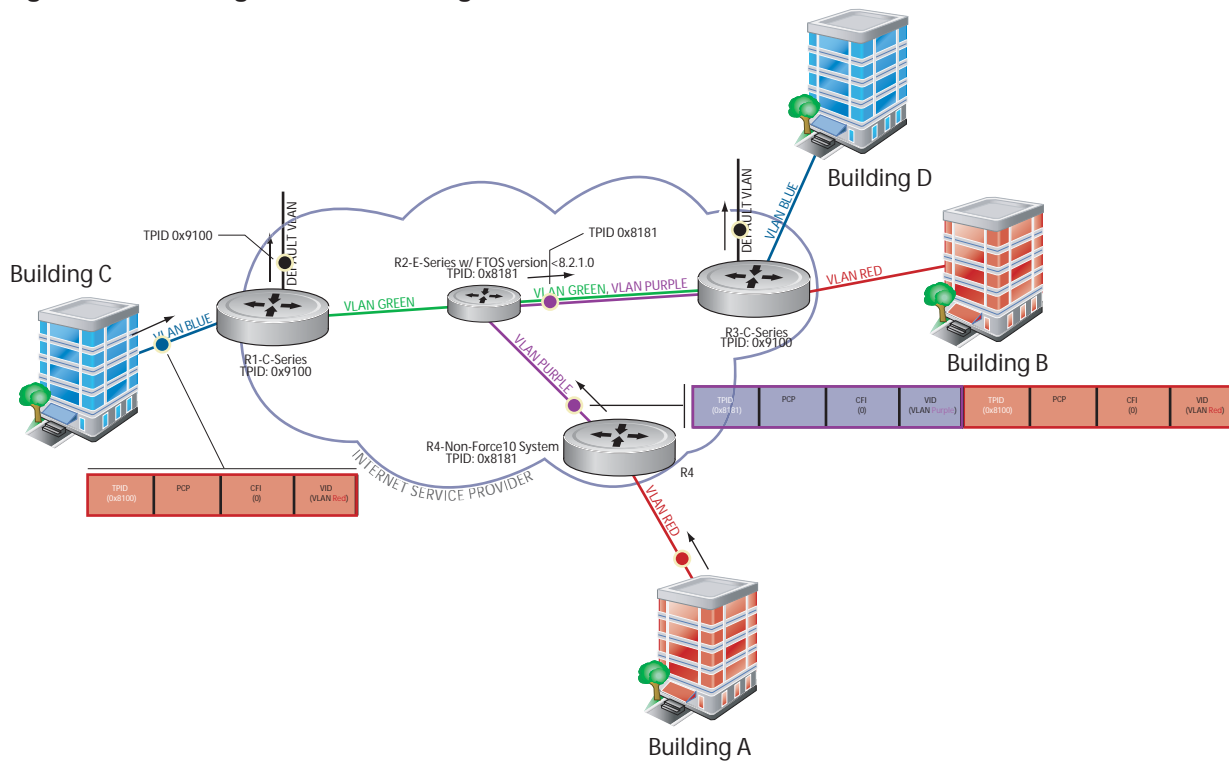 Building D
VLAN BLUE
DEFAULT VLAN
TPID 0x9100
DEFAULT VLAN
TPID 0x8181
R2-E-Series w/ FTOS version <8.2.1.0
TPID: 0x8181
Building C
VLAN BLUE
VLAN GREEN
VLAN GREEN, VLAN PURPLE
VLAN RED
R1-C-Series
TPID: 0x9100
R3-C-Series
TPID: 0x9100
Building B
VLAN PURPLE
TPID
(0x8181)
PCP
CFI
(0)
VID
(VLAN Purple)
TPID
(0x8100)
PCP
CFI
(0)
VID
(VLAN Red)
R4-Non-Force10 System
TPID: 0x8181
R4
INTERNET SERVICE PROVIDER
TPID
(0x8100)
PCP
CFI
(0)
VID
(VLAN Red)
VLAN RED
Building A